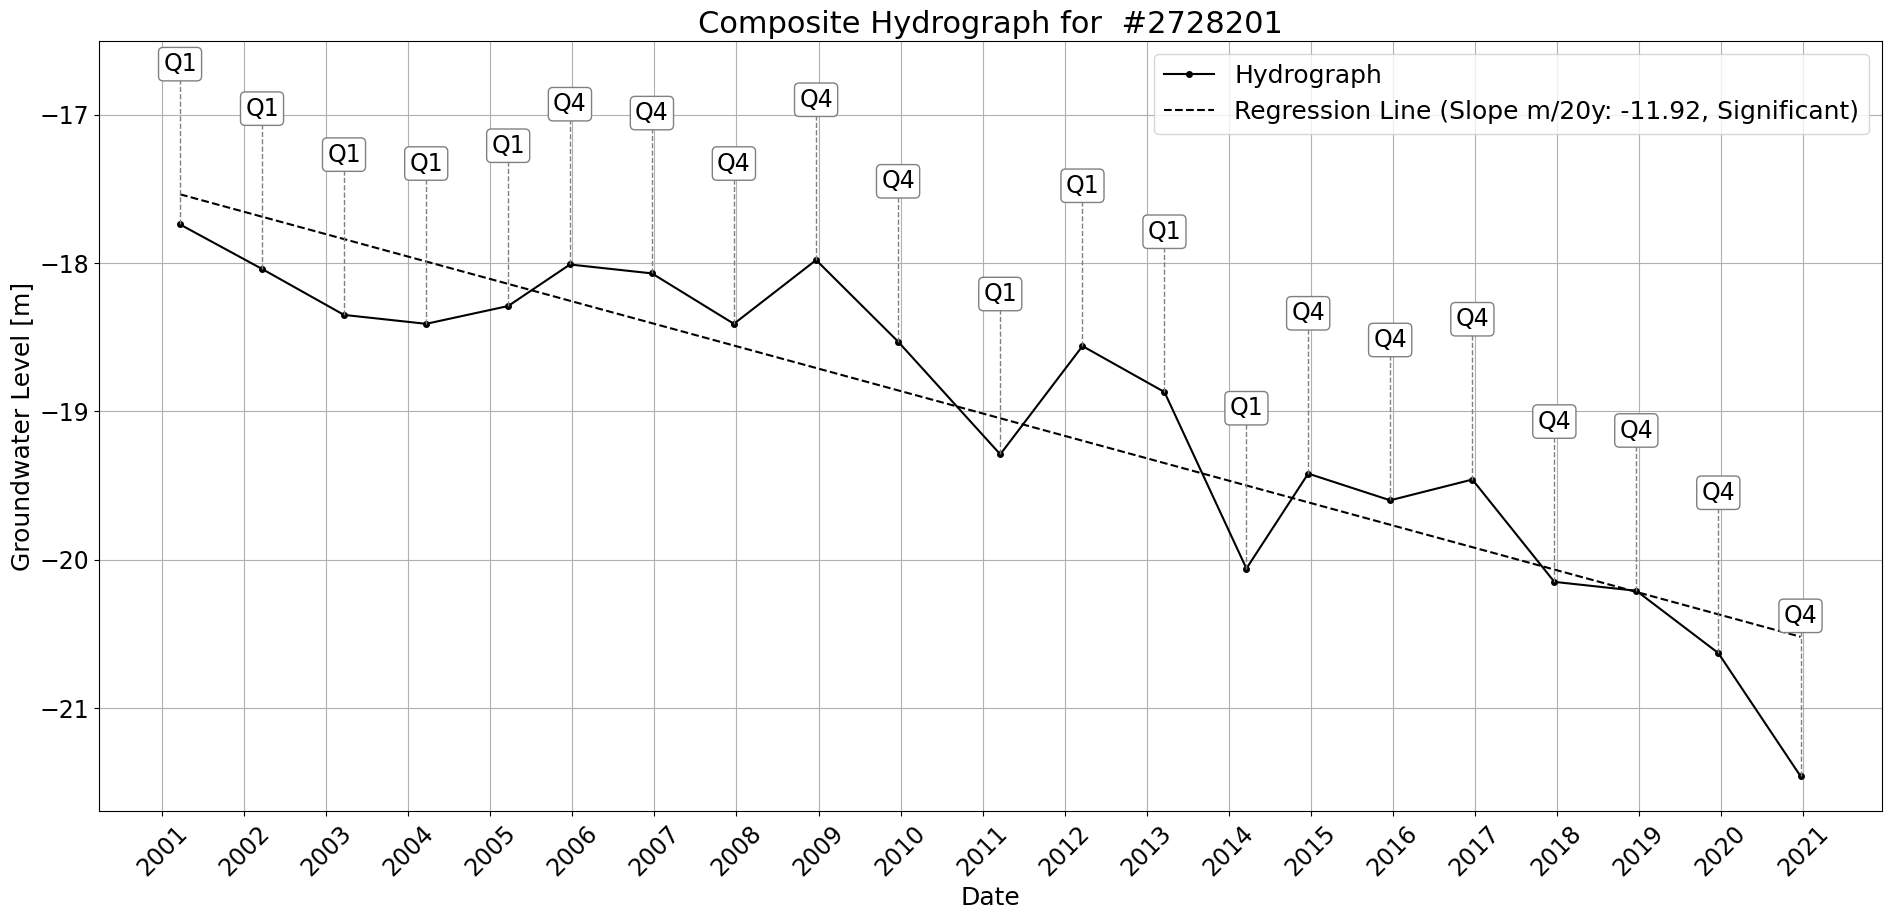 Composite Hydrograph for  #2728201
Hydrograph
Regression Line (Slope m/20y: -11.92, Significant)
Groundwater Level [m]
−17
−18
−19
−20
−21
Q1
Q1
Q1
Q1
Q1
Q4
Q4
Q4
Q4
Q4
Q1
Q1
Q1
Q1
Q4
Q4
Q4
Q4
Q4
Q4
Q4
2001
2002
2003
2004
2005
2006
2007
2008
2009
2010
2011
2012
2013
2014
2015
2016
2017
2018
2019
2020
2021
Date